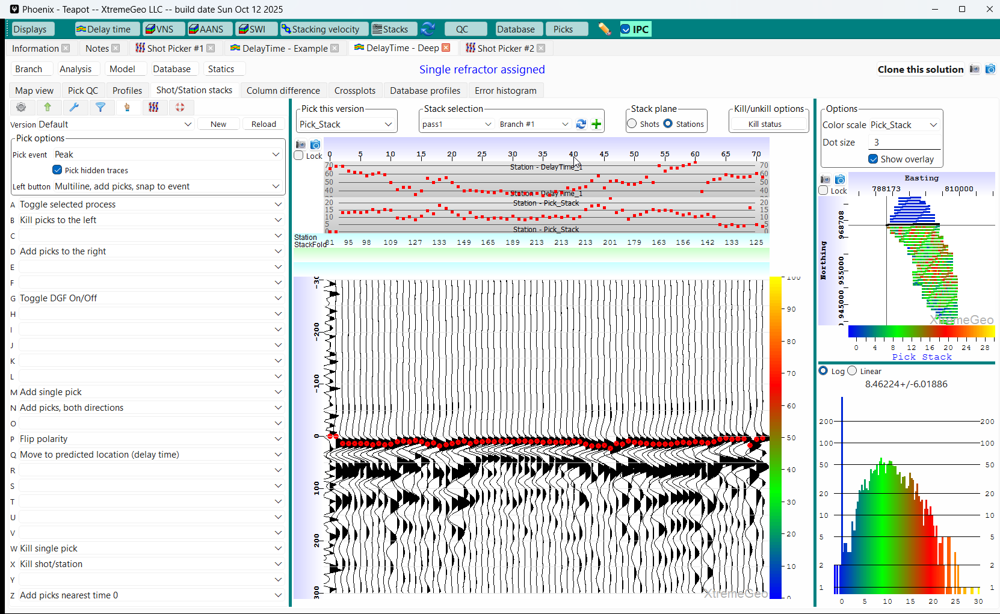 Phoenix - Teapot -- XtremeGeo LLC -- build date Sun Oct 12 2025
Displays Delay time VNS AANS SWI Stacking velocity Stacks QC Database Picks IPC
Information Notes Shot Picker #1 DelayTime - Example DelayTime - Deep Shot Picker #2
Branch Analysis Model Database Statics Single refractor assigned Clone this solution
Map view Pick QC Profiles Shot/Station stacks Column difference Crossplots Database profiles Error histogram
Version Default New Reload
Pick options
Pick event Peak
Pick hidden traces
Left button Multiline, add picks, snap to event
A Toggle selected process
B Kill picks to the left
C
D Add picks to the right
E
F
G Toggle DGF On/Off
H
I
J
K
L
M Add single pick
N Add picks, both directions
O
P Flip polarity
Q Move to predicted location (delay time)
R
S
T
U
V
W Kill single pick
X Kill shot/station
Y
Z Add picks nearest time 0
Pick this version
Pick_Stack
Stack selection
pass1 Branch #1
Stack plane
Shots Stations
Kill/unkill options
Kill status
Lock
0 5 10 15 20 25 30 35 40 45 50 55 60 65 70
70 Station - DelayTime_1 70
60 60
50 50
40 Station - DelayTime_1 40
20 Station - Pick_Stack 20
15 15
10 10
5 5
0 Station - Pick_Stack 0
Station
StackFold 81 95 98 109 127 133 149 165 189 213 213 213 201 179 163 156 142 133 125
-200
-100
0
100
200
300
100
90
80
70
60
50
40
30
20
10
0
XtremeGeo
Options
Color scale Pick_Stack
Dot size 3
Show overlay
Lock
Easting
788173 810000
Northing
968708
955000
945000
XtremeGeo
0 4 8 12 16 20 24 28
Pick Stack
Log Linear
8.46224+/-6.01886
200 200
100 100
50 50
20 20
10 10
5 5
2 2
1 1
0 5 10 15 20 25 30